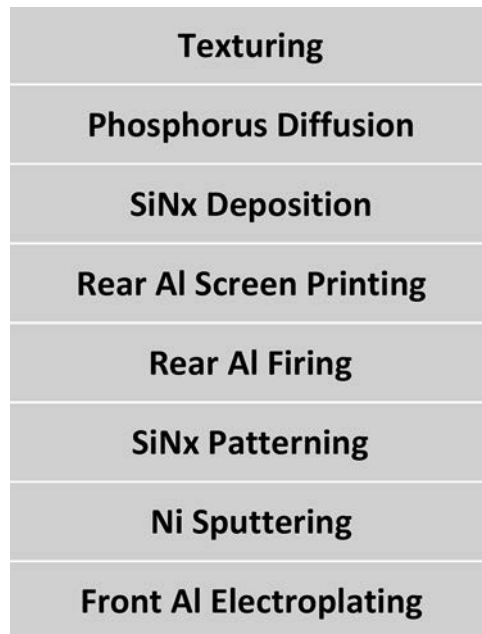 Texturing
Phosphorus Diffusion
SiNx Deposition
Rear Al Screen Printing
Rear Al Firing
SiNx Patterning
Ni Sputtering
Front Al Electroplating